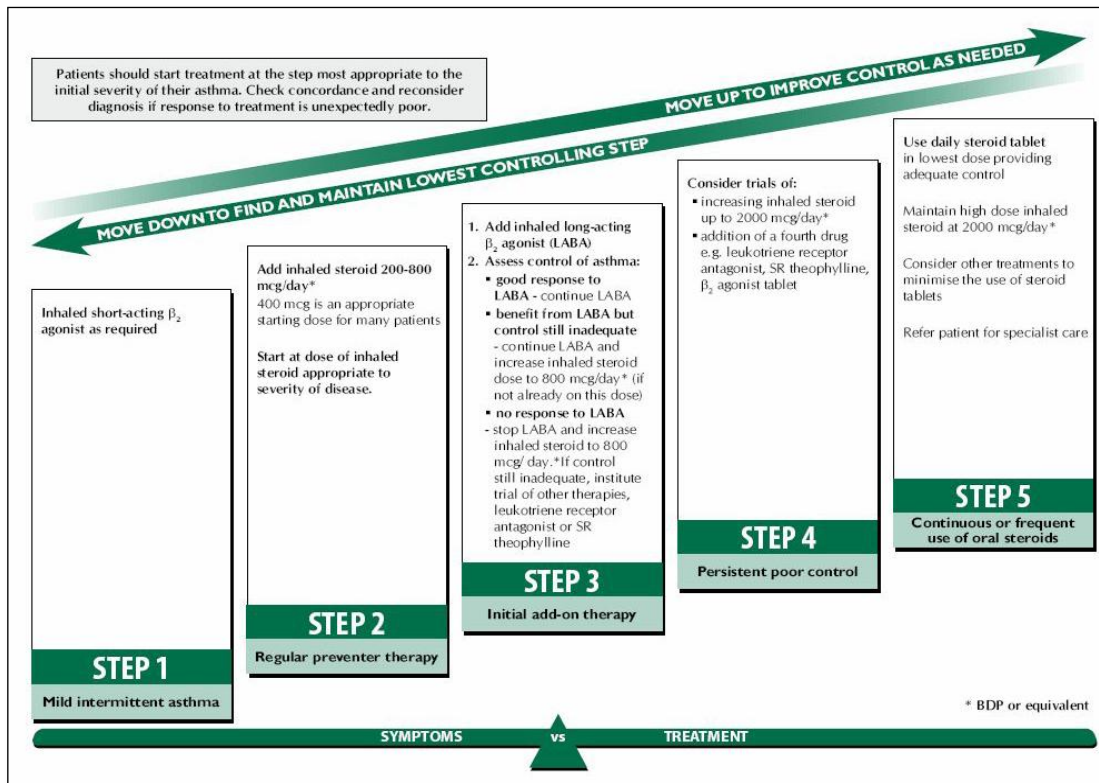 Patients should start treatment at the step most appropriate to the
initial severity of their asthma. Check concordance and reconsider
diagnosis if response to treatment is unexpectedly poor.
MOVE UP TO IMPROVE CONTROL AS NEEDED
MOVE DOWN TO FIND AND MAINTAIN LOWEST CONTROLLING STEP
Inhaled short-acting β₂
agonist as required
STEP 1
Mild intermittent asthma
Add inhaled steroid 200-800
mcg/day*
400 mcg is an appropriate
starting dose for many patients
Start at dose of inhaled
steroid appropriate to
severity of disease.
STEP 2
Regular preventer therapy
1. Add inhaled long-acting
β₂ agonist (LABA)
2. Assess control of asthma:
▪ good response to
LABA - continue LABA
▪ benefit from LABA but
control still inadequate
- continue LABA and
increase inhaled steroid
dose to 800 mcg/day* (if
not already on this dose)
▪ no response to LABA
- stop LABA and increase
inhaled steroid to 800
mcg/ day.*If control
still inadequate, institute
trial of other therapies,
leukotriene receptor
antagonist or SR
theophylline
STEP 3
Initial add-on therapy
Consider trials of:
▪ increasing inhaled steroid
up to 2000 mcg/day*
▪ addition of a fourth drug
e.g. leukotriene receptor
antagonist, SR theophylline,
β₂ agonist tablet
STEP 4
Persistent poor control
Use daily steroid tablet
in lowest dose providing
adequate control
Maintain high dose inhaled
steroid at 2000 mcg/day*
Consider other treatments to
minimise the use of steroid
tablets
Refer patient for specialist care
STEP 5
Continuous or frequent
use of oral steroids
* BDP or equivalent
SYMPTOMS vs TREATMENT